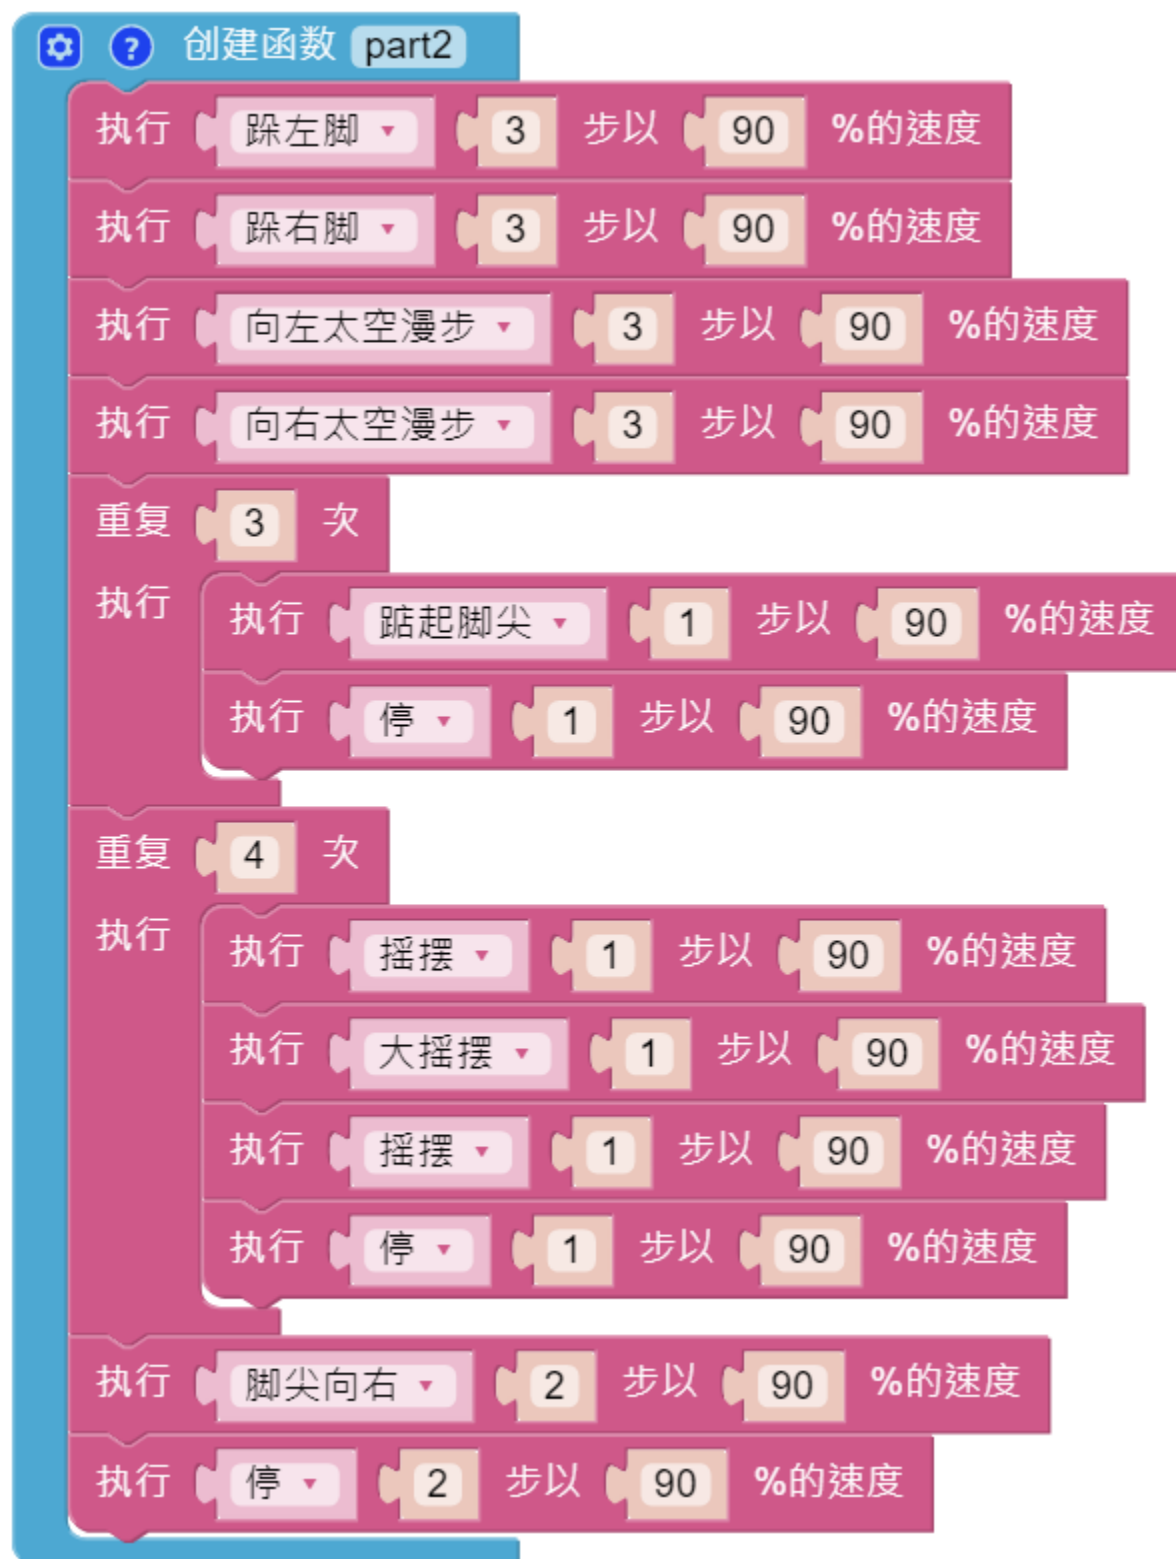 ? 创建函数 part2
执行 跺左脚 3 步以 90 %的速度
执行 跺右脚 3 步以 90 %的速度
执行 向左太空漫步 3 步以 90 %的速度
执行 向右太空漫步 3 步以 90 %的速度
重复 3 次
执行 执行 踮起脚尖 1 步以 90 %的速度
执行 停 1 步以 90 %的速度
重复 4 次
执行 执行 摇摆 1 步以 90 %的速度
执行 大摇摆 1 步以 90 %的速度
执行 摇摆 1 步以 90 %的速度
执行 停 1 步以 90 %的速度
执行 脚尖向右 2 步以 90 %的速度
执行 停 2 步以 90 %的速度